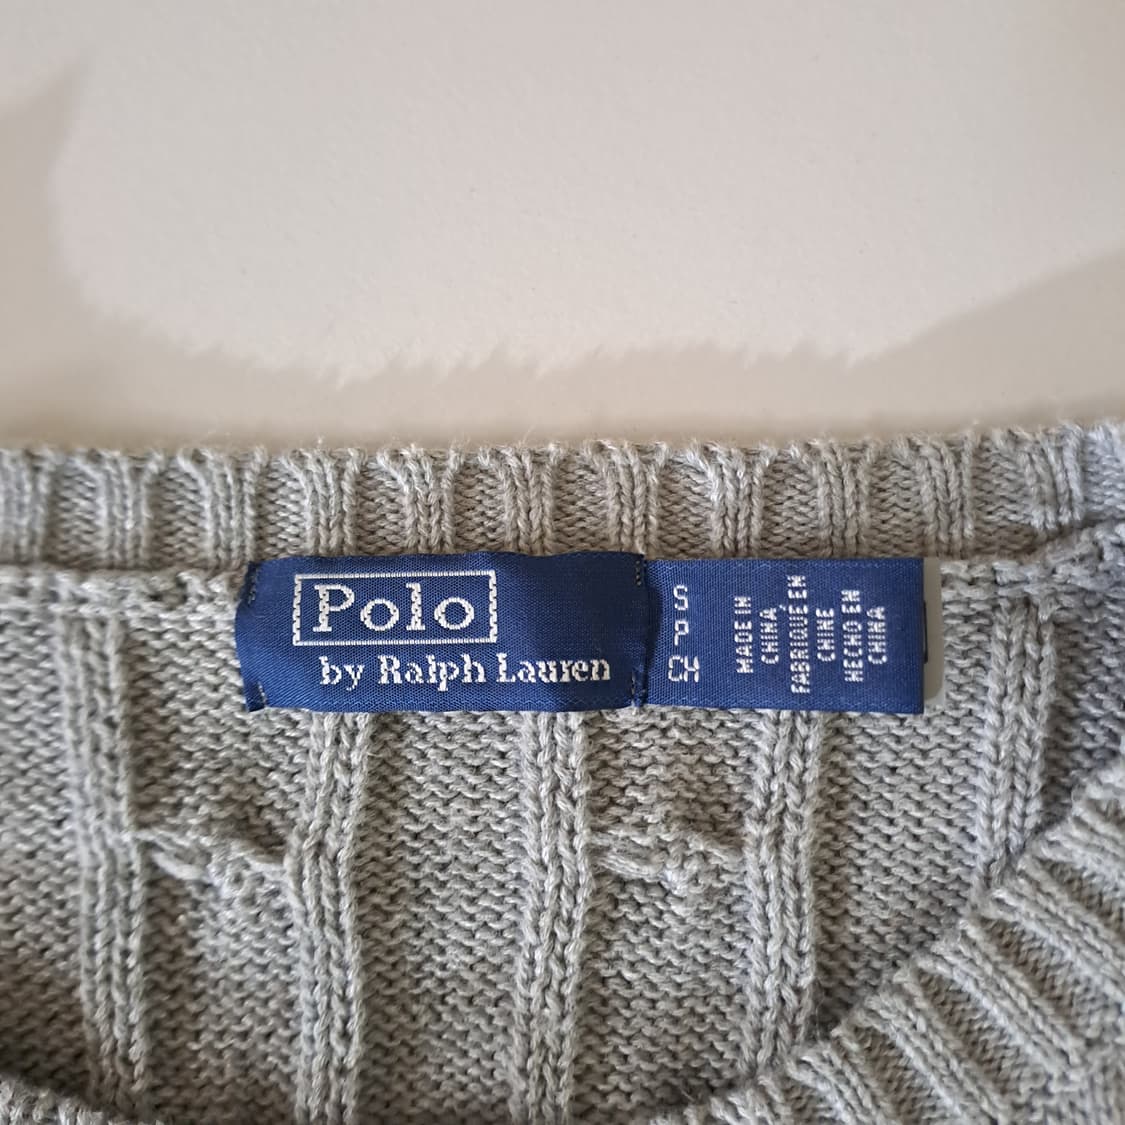 Polo
by Ralph Lauren
S
P
CH
MADE IN
CHINA
FABRIQUÉ EN
CHINE
HECHO EN
CHINA